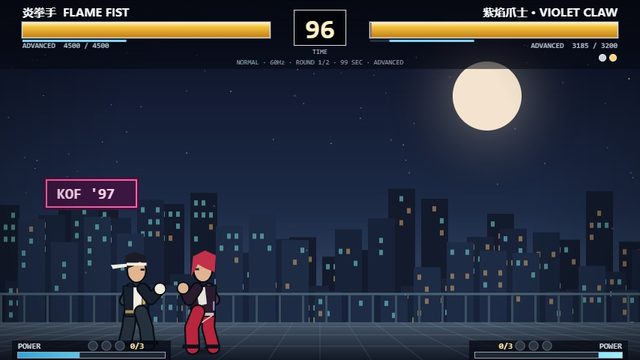 炎拳手 FLAME FIST
96
TIME
紫焰爪士・VIOLET CLAW
ADVANCED 4500 / 4500
ADVANCED 3185 / 3200
NORMAL · 60Hz · ROUND 1/2 · 99 SEC · ADVANCED
KOF '97
POWER 0/3
0/3 POWER